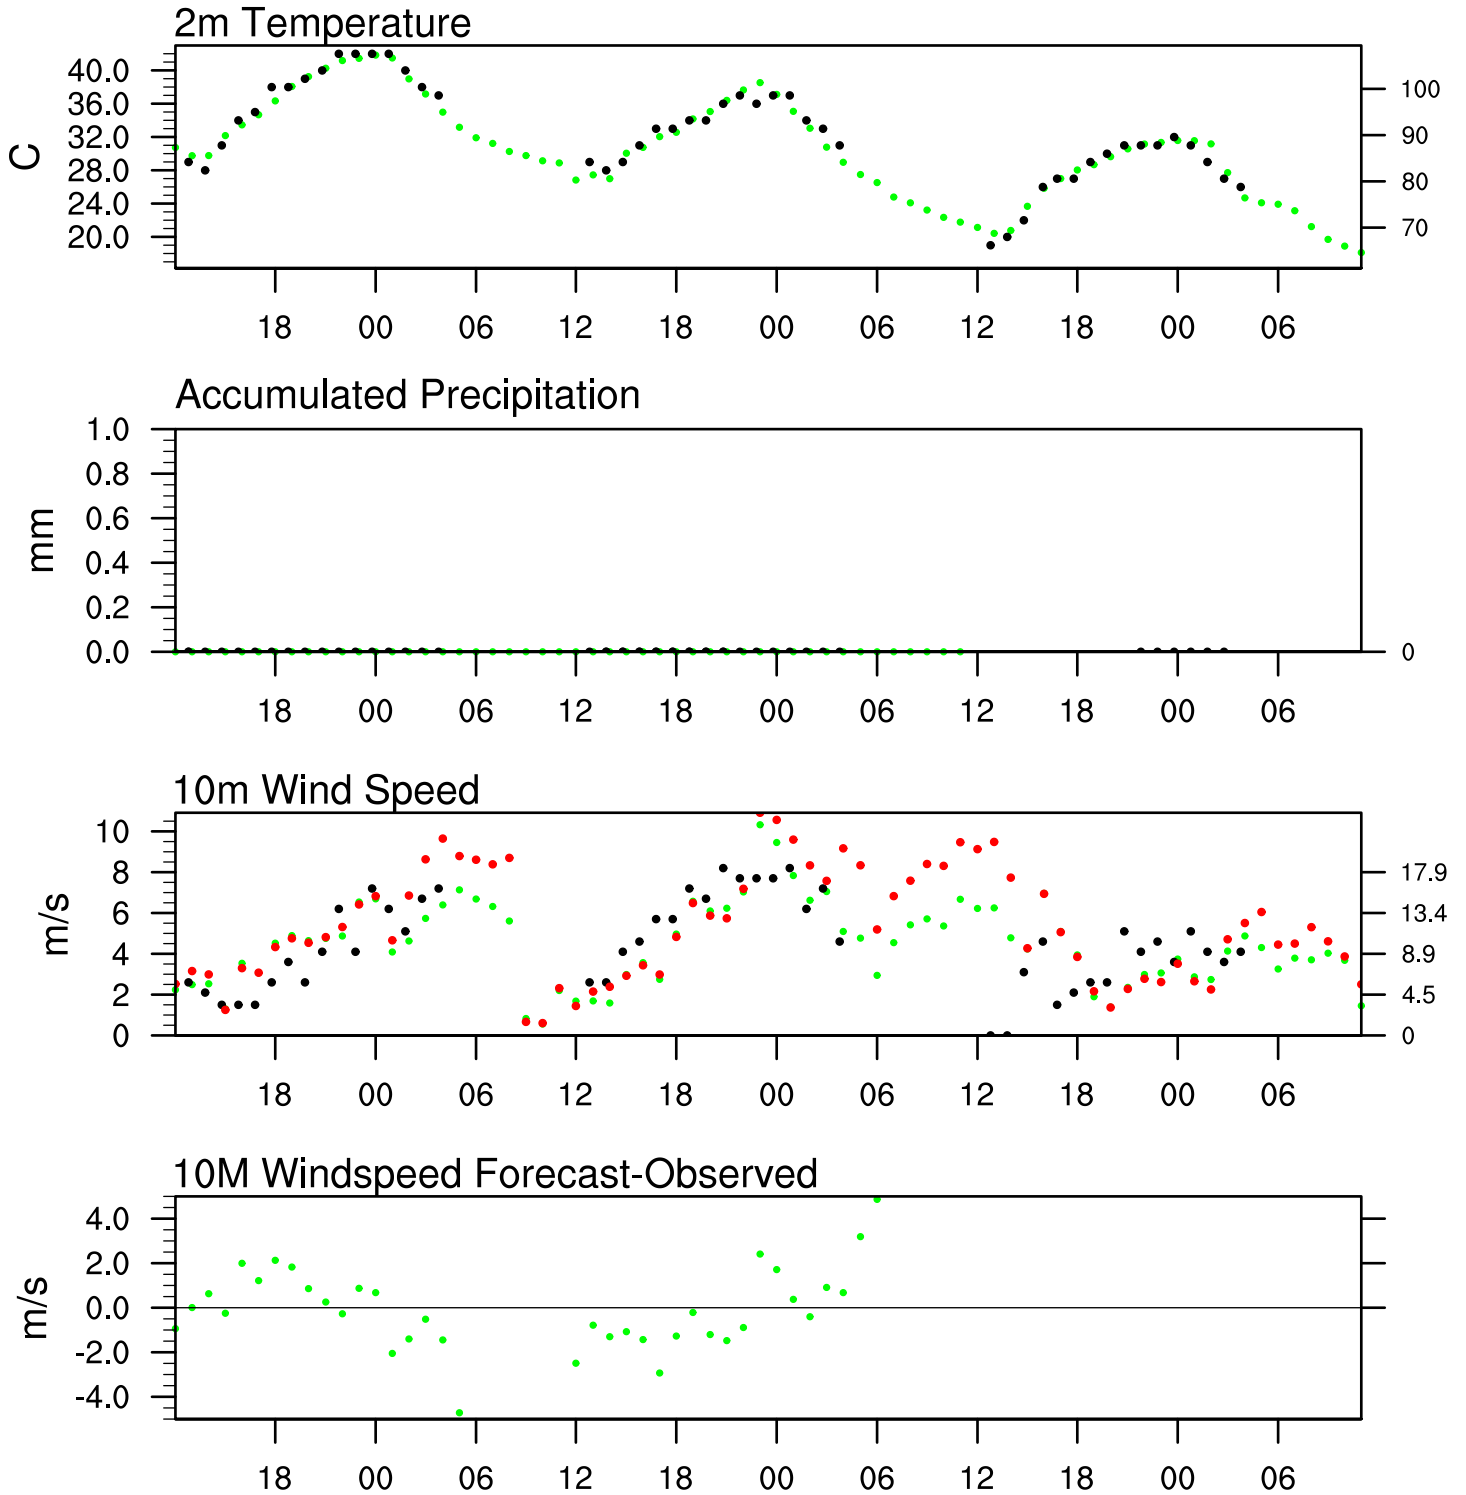 2m Temperature
40.0
36.0
32.0
28.0
24.0
20.0
C
100
90
80
70
18 00 06 12 18 00 06 12 18 00 06
Accumulated Precipitation
1.0
0.8
0.6
0.4
0.2
0.0
mm
0
18 00 06 12 18 00 06 12 18 00 06
10m Wind Speed
10
8
6
4
2
0
m/s
17.9
13.4
8.9
4.5
0
18 00 06 12 18 00 06 12 18 00 06
10M Windspeed Forecast-Observed
4.0
2.0
0.0
-2.0
-4.0
m/s
18 00 06 12 18 00 06 12 18 00 06